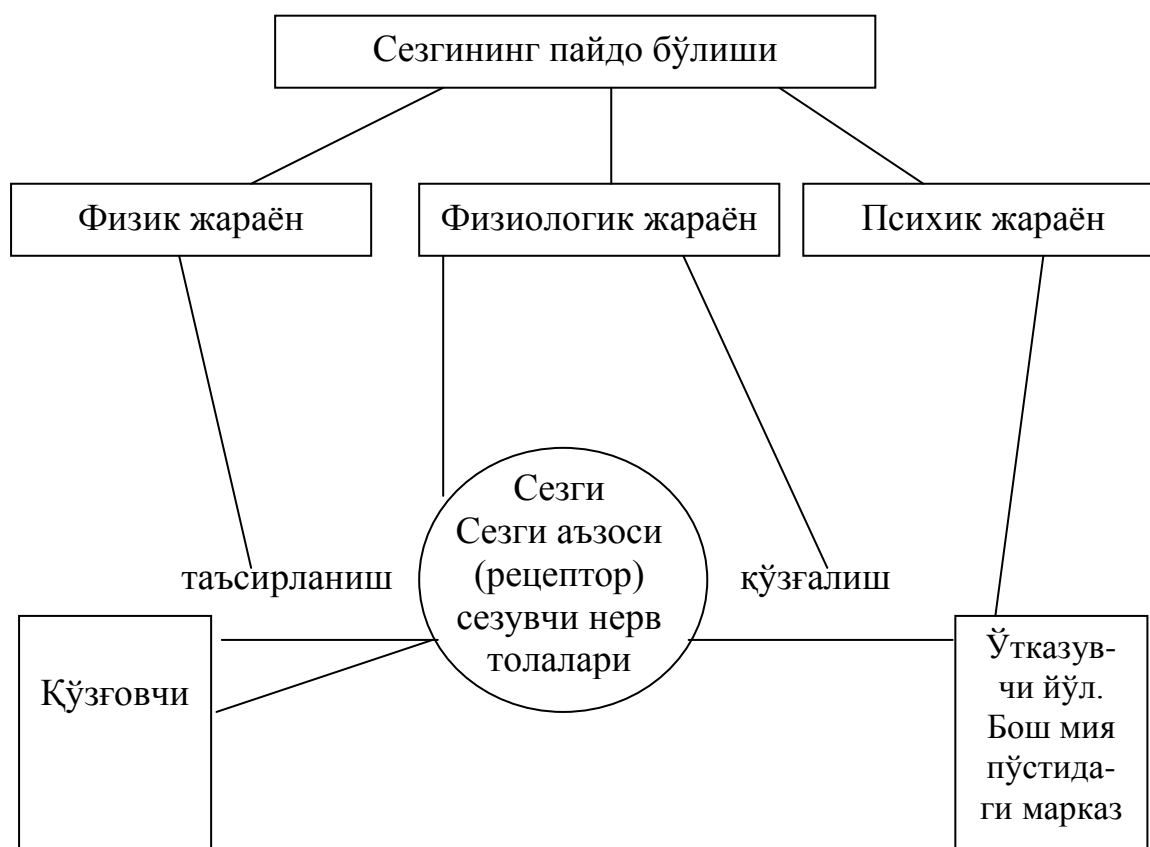 Сезгининг пайдо бўлиши
Физик жараён
Физиологик жараён
Психик жараён
Сезги
Сезги аъзоси
(рецептор)
сезувчи нерв
толалари
таъсирланиш
қўзғалиш
Қўзғовчи
Ўтказув-
чи йўл.
Бош мия
пўстида-
ги марказ